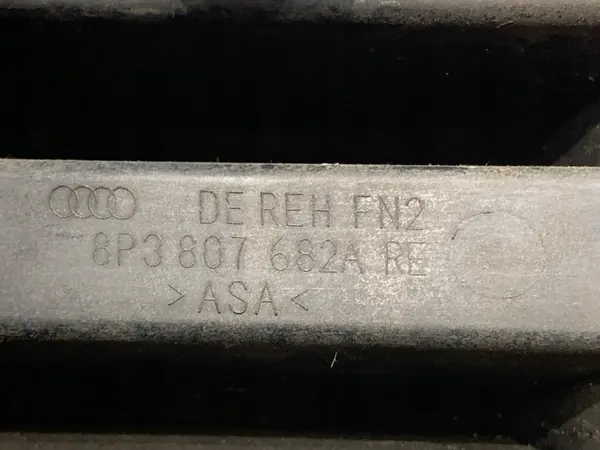 DE REH FN2
8P3 807 682A RE
>ASA<